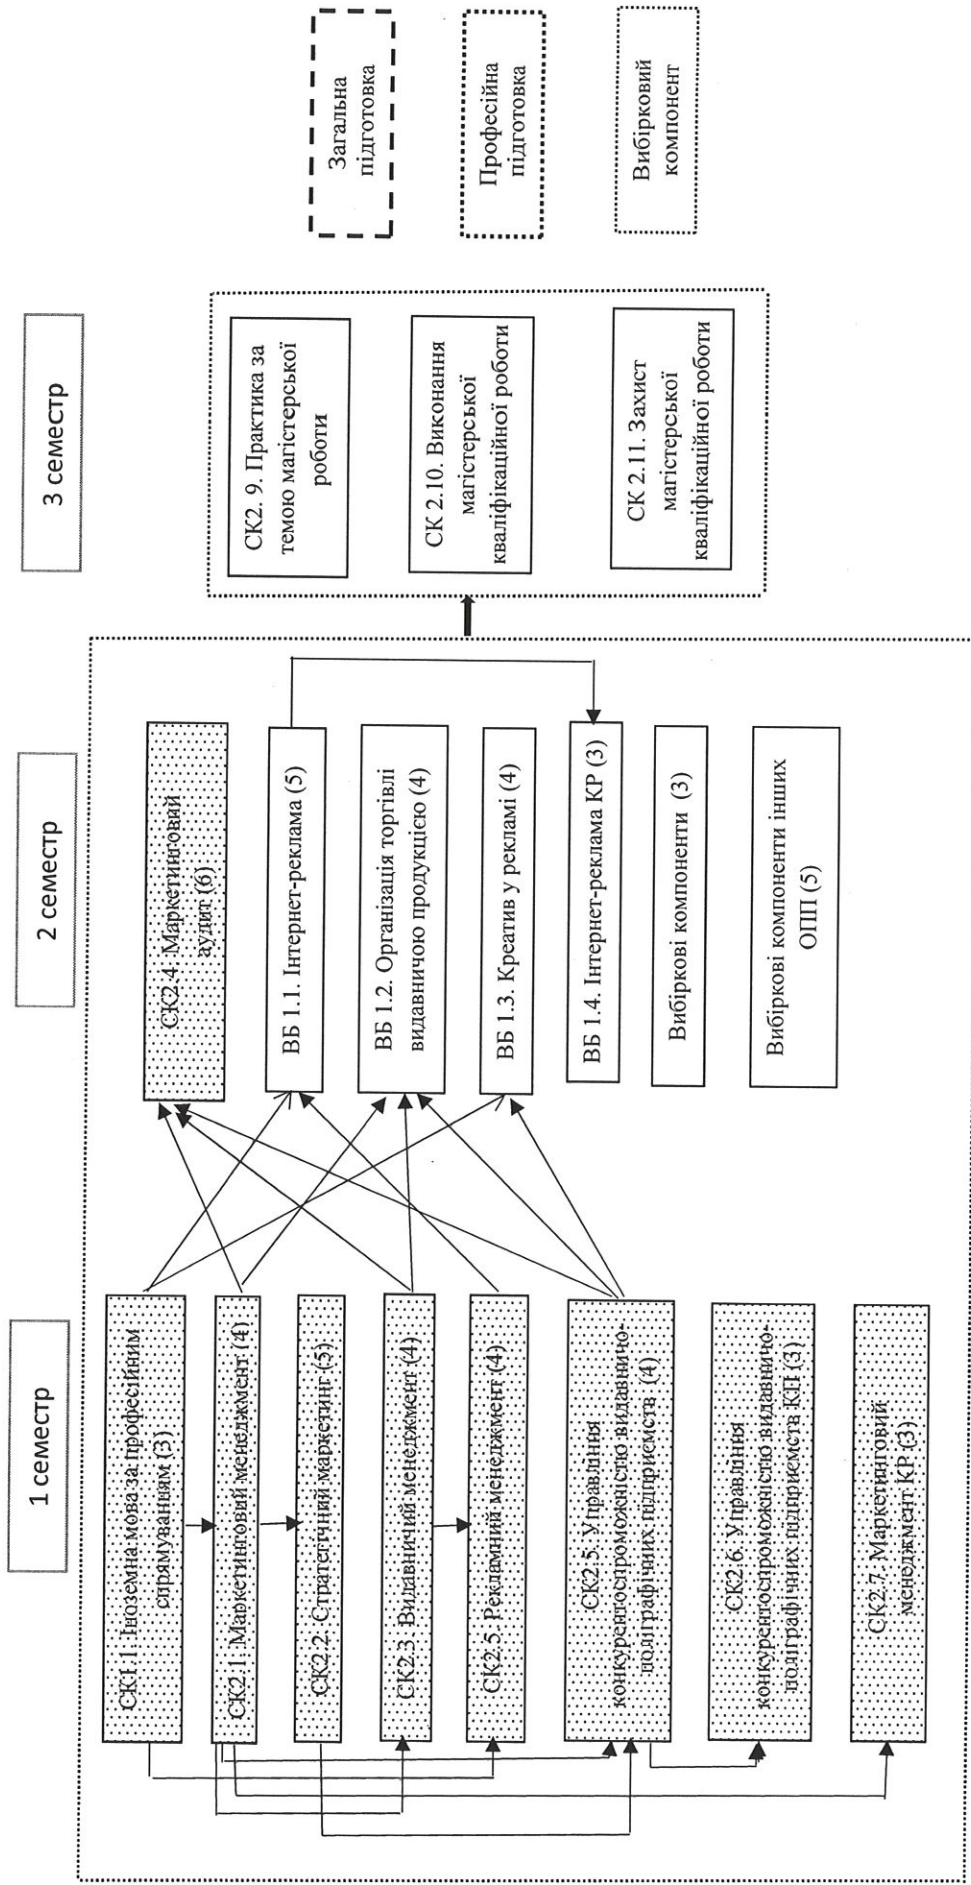 1 семестр
СК1.1. Іноземна мова за професійним
спрямуванням (3)
СК2.1. Маркетинговий менеджмент (4)
СК2.2. Стратегічний маркетинг (5)
СК2.3. Видавничий менеджмент (4)
СК2.5. Рекламний менеджмент (4)
СК2.5. Управління
конкурентоспроможністю видавничо-
поліграфічних підприємств (4)
СК2.6. Управління
конкурентоспроможністю видавничо-
поліграфічних підприємств КП (3)
СК2.7. Маркетинговий
менеджмент КР (3)
2 семестр
СК2.4. Маркетинговий
аудит (6)
ВБ 1.1. Інтернет-реклама (5)
ВБ 1.2. Організація торгівлі
видавничою продукцією (4)
ВБ 1.3. Креатив у рекламі (4)
ВБ 1.4. Інтернет-реклама КР (3)
Вибіркові компоненти (3)
Вибіркові компоненти інших
ОПП (5)
3 семестр
СК2. 9. Практика за
темою магістерської
роботи
СК 2.10. Виконання
магістерської
кваліфікаційної роботи
СК 2.11. Захист
магістерської
кваліфікаційної роботи
Загальна
підготовка
Професійна
підготовка
Вибірковий
компонент